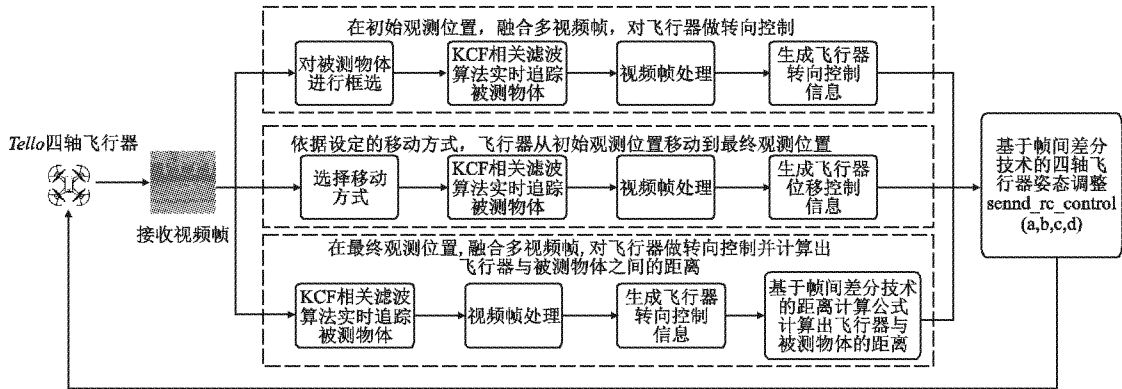 在初始观测位置，融合多视频帧，对飞行器做转向控制
对被测物体
进行框选
KCF相关滤波
算法实时追踪
被测物体
视频帧处理
生成飞行器
转向控制
信息
Tello四轴飞行器
接收视频帧
依据设定的移动方式，飞行器从初始观测位置移动到最终观测位置
选择移动
方式
KCF相关滤波
算法实时追踪
被测物体
视频帧处理
生成飞行器
位移控制
信息
在最终观测位置,融合多视频帧,对飞行器做转向控制并计算出
飞行器与被测物体之间的距离
KCF相关滤波
算法实时追踪
被测物体
视频帧处理
生成飞行器
转向控制
信息
基于帧间差分技术
的距离计算公式
计算出飞行器与
被测物体的距离
基于帧间差分
技术的四轴飞
行器姿态调整
sennd_rc_control
(a,b,c,d)